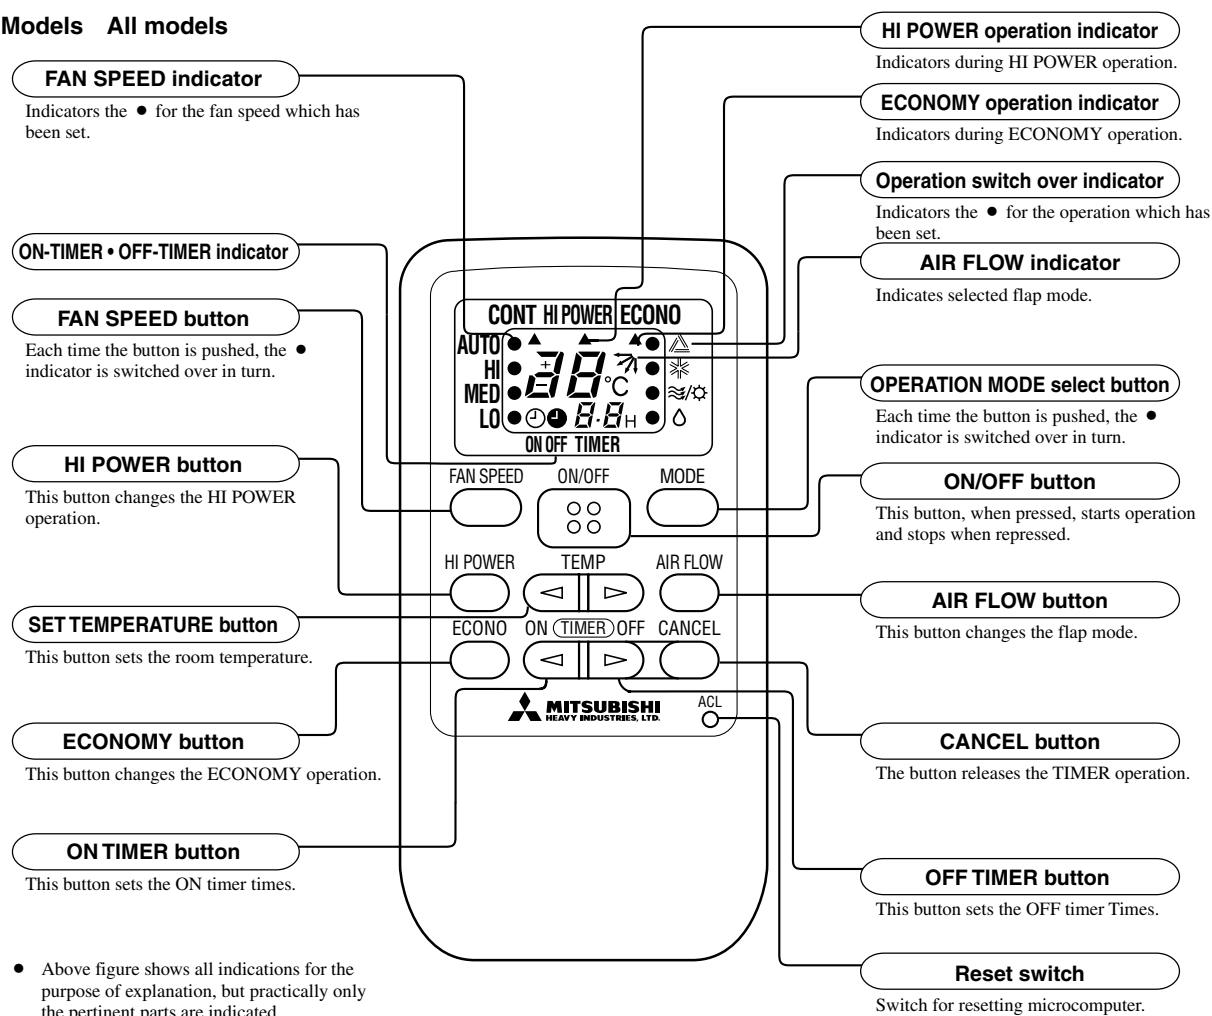 Models All models
FAN SPEED indicator
Indicators the ● for the fan speed which has
been set.
ON-TIMER • OFF-TIMER indicator
FAN SPEED button
Each time the button is pushed, the ●
indicator is switched over in turn.
HI POWER button
This button changes the HI POWER
operation.
SET TEMPERATURE button
This button sets the room temperature.
ECONOMY button
This button changes the ECONOMY operation.
ON TIMER button
This button sets the ON timer times.
● Above figure shows all indications for the
purpose of explanation, but practically only
the pertinent parts are indicated
CONT HI POWER ECONO
AUTO
HI
MED
LO
+
38 °C
8.8 H
ON OFF TIMER
FAN SPEED ON/OFF MODE
HI POWER TEMP AIR FLOW
ECONO ON TIMER OFF CANCEL
MITSUBISHI
HEAVY INDUSTRIES, LTD.
ACL
HI POWER operation indicator
Indicators during HI POWER operation.
ECONOMY operation indicator
Indicators during ECONOMY operation.
Operation switch over indicator
Indicators the ● for the operation which has
been set.
AIR FLOW indicator
Indicates selected flap mode.
OPERATION MODE select button
Each time the button is pushed, the ●
indicator is switched over in turn.
ON/OFF button
This button, when pressed, starts operation
and stops when repressed.
AIR FLOW button
This button changes the flap mode.
CANCEL button
The button releases the TIMER operation.
OFF TIMER button
This button sets the OFF timer Times.
Reset switch
Switch for resetting microcomputer.